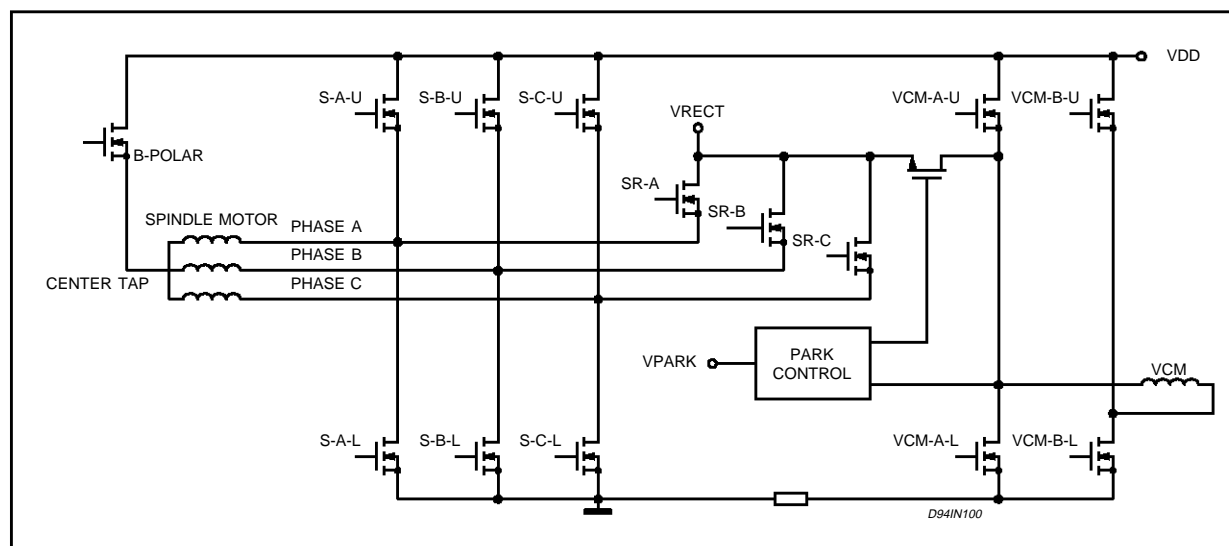 VDD
S-A-U
S-B-U
S-C-U
VCM-A-U
VCM-B-U
VRECT
B-POLAR
SR-A
SR-B
SPINDLE MOTOR
PHASE A
SR-C
PHASE B
CENTER TAP
PHASE C
VPARK
PARK
CONTROL
VCM
S-A-L
S-B-L
S-C-L
VCM-A-L
VCM-B-L
D94IN100